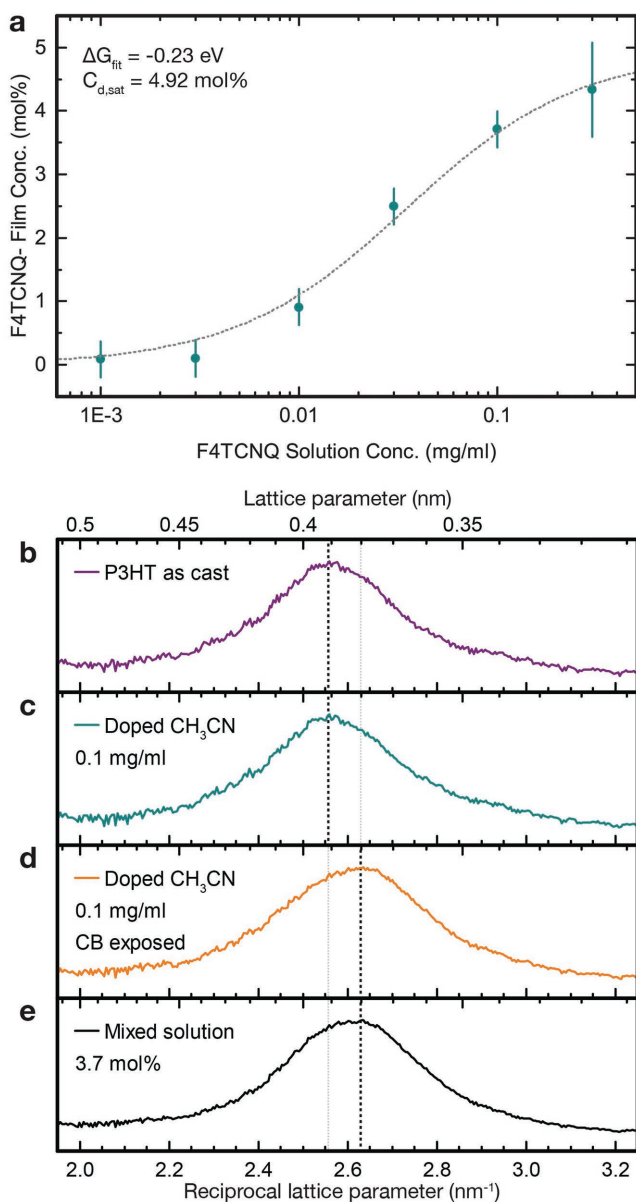 a
ΔG_fit = -0.23 eV
C_d,sat = 4.92 mol%
F4TCNQ- Film Conc. (mol%)
5
4
3
2
1
0
1E-3
0.01
0.1
F4TCNQ Solution Conc. (mg/ml)
Lattice parameter (nm)
0.5
0.45
0.4
0.35
b
P3HT as cast
c
Doped CH₃CN
0.1 mg/ml
d
Doped CH₃CN
0.1 mg/ml
CB exposed
e
Mixed solution
3.7 mol%
2.0
2.2
2.4
2.6
2.8
3.0
3.2
Reciprocal lattice parameter (nm⁻¹)